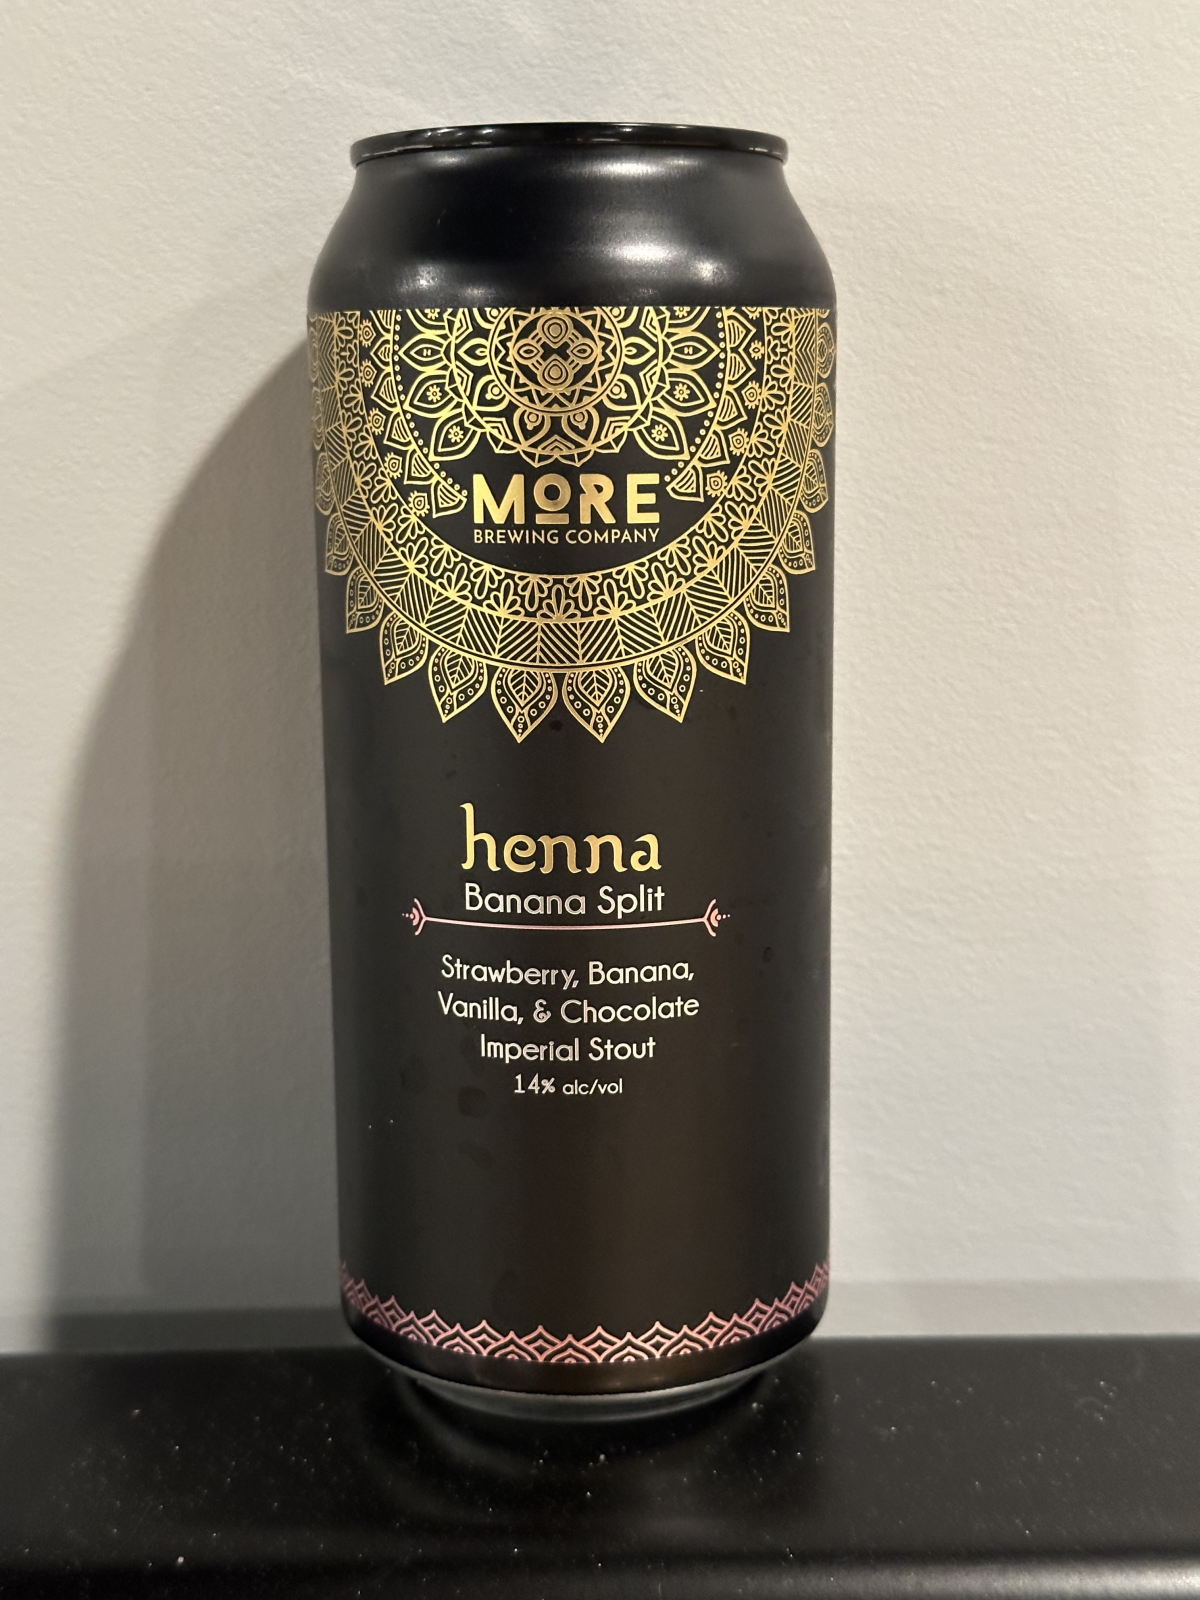 MORE
BREWING COMPANY
henna
Banana Split
Strawberry, Banana,
Vanilla, & Chocolate
Imperial Stout
14% alc/vol